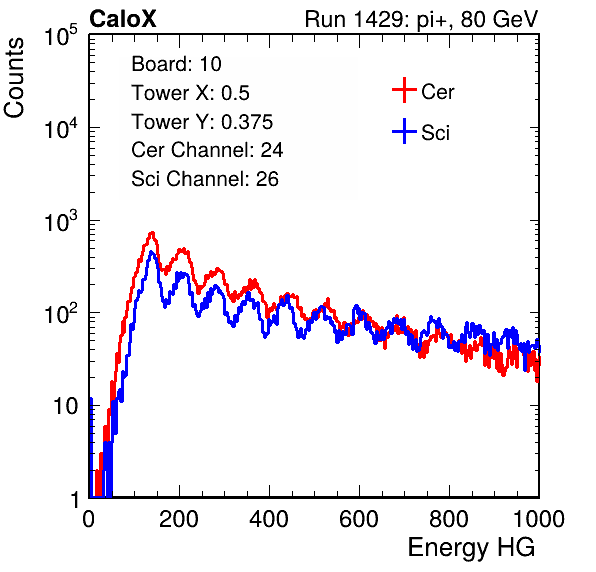 CaloX Run 1429: pi+, 80 GeV
Counts
Board: 10
Tower X: 0.5
Tower Y: 0.375
Cer Channel: 24
Sci Channel: 26
Cer
Sci
10^5
10^4
10^3
10^2
10
1
0 200 400 600 800 1000
Energy HG